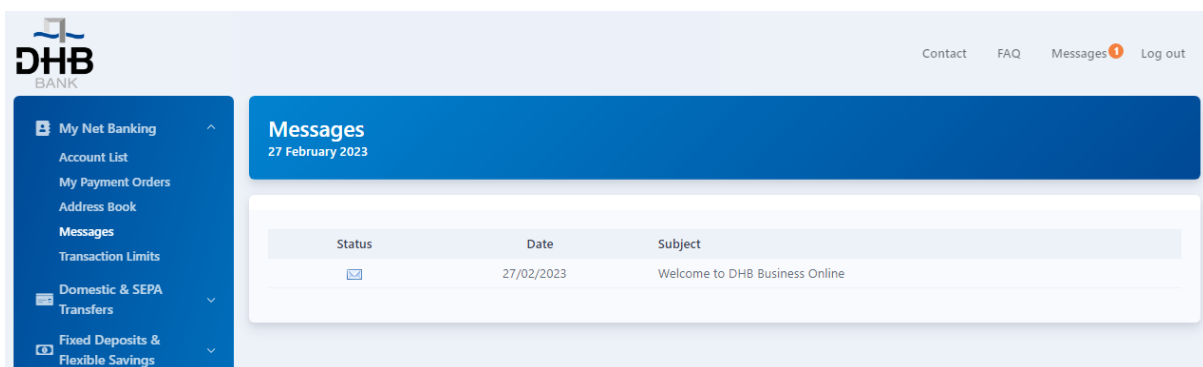 DHB
BANK
Contact FAQ Messages 1 Log out
My Net Banking
Account List
My Payment Orders
Address Book
Messages
Transaction Limits
Domestic & SEPA
Transfers
Fixed Deposits &
Flexible Savings
Messages
27 February 2023
Status Date Subject
27/02/2023 Welcome to DHB Business Online